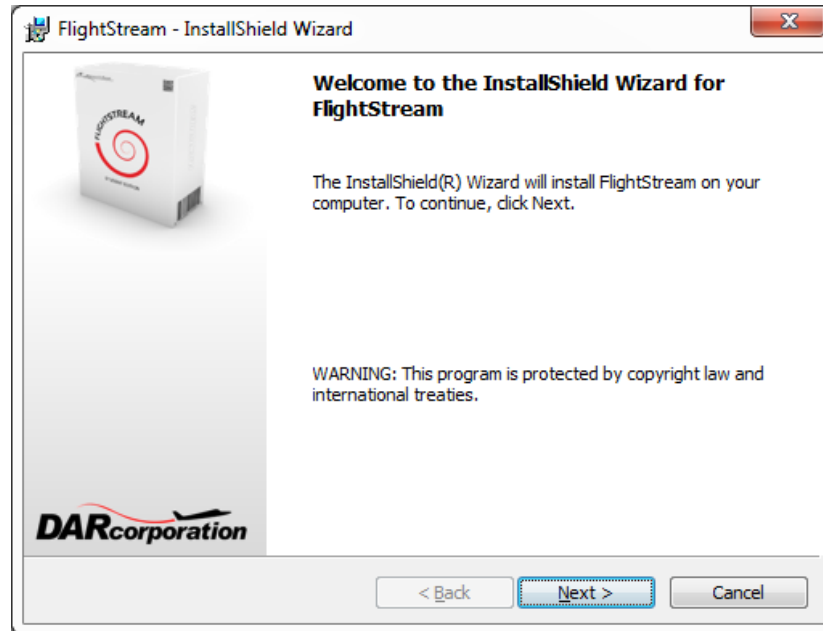 FlightStream - InstallShield Wizard
FLIGHTSTREAM
Welcome to the InstallShield Wizard for
FlightStream
The InstallShield(R) Wizard will install FlightStream on your
computer. To continue, click Next.
WARNING: This program is protected by copyright law and
international treaties.
DARcorporation
< Back
Next >
Cancel